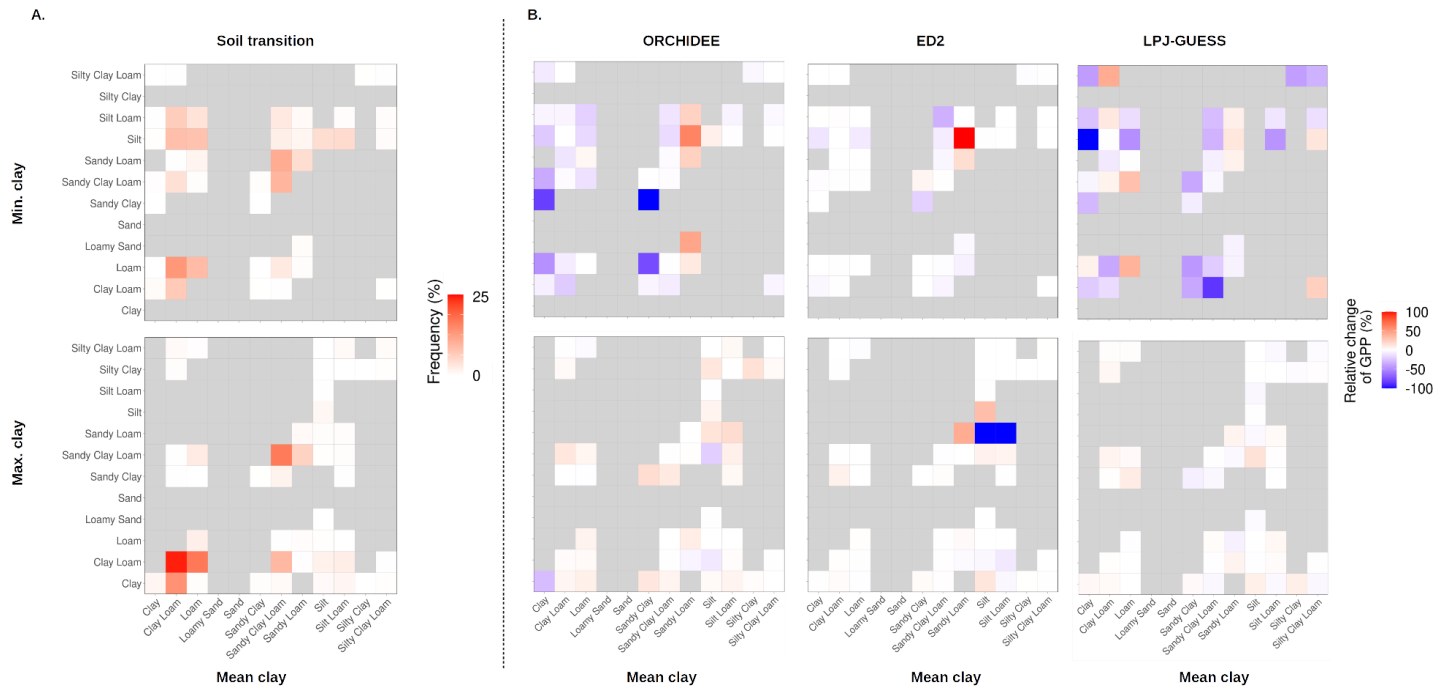 A.
B.
Soil transition
ORCHIDEE
ED2
LPJ-GUESS
Min. clay
Silty Clay Loam
Silty Clay
Silt Loam
Silt
Sandy Loam
Sandy Clay Loam
Sandy Clay
Sand
Loamy Sand
Loam
Clay Loam
Clay
Max. clay
Silty Clay Loam
Silty Clay
Silt Loam
Silt
Sandy Loam
Sandy Clay Loam
Sandy Clay
Sand
Loamy Sand
Loam
Clay Loam
Clay
Frequency (%)
25
0
Relative change
of GPP (%)
100
50
0
-50
-100
Clay
Clay Loam
Loam
Loamy Sand
Sand
Sandy Clay
Sandy Clay Loam
Sandy Loam
Silt
Silt Loam
Silty Clay
Silty Clay Loam
Clay
Clay Loam
Loam
Loamy Sand
Sand
Sandy Clay
Sandy Clay Loam
Sandy Loam
Silt
Silt Loam
Silty Clay
Silty Clay Loam
Clay
Clay Loam
Loam
Loamy Sand
Sand
Sandy Clay
Sandy Clay Loam
Sandy Loam
Silt
Silt Loam
Silty Clay
Silty Clay Loam
Clay
Clay Loam
Loam
Loamy Sand
Sand
Sandy Clay
Sandy Clay Loam
Sandy Loam
Silt
Silt Loam
Silty Clay
Silty Clay Loam
Mean clay
Mean clay
Mean clay
Mean clay